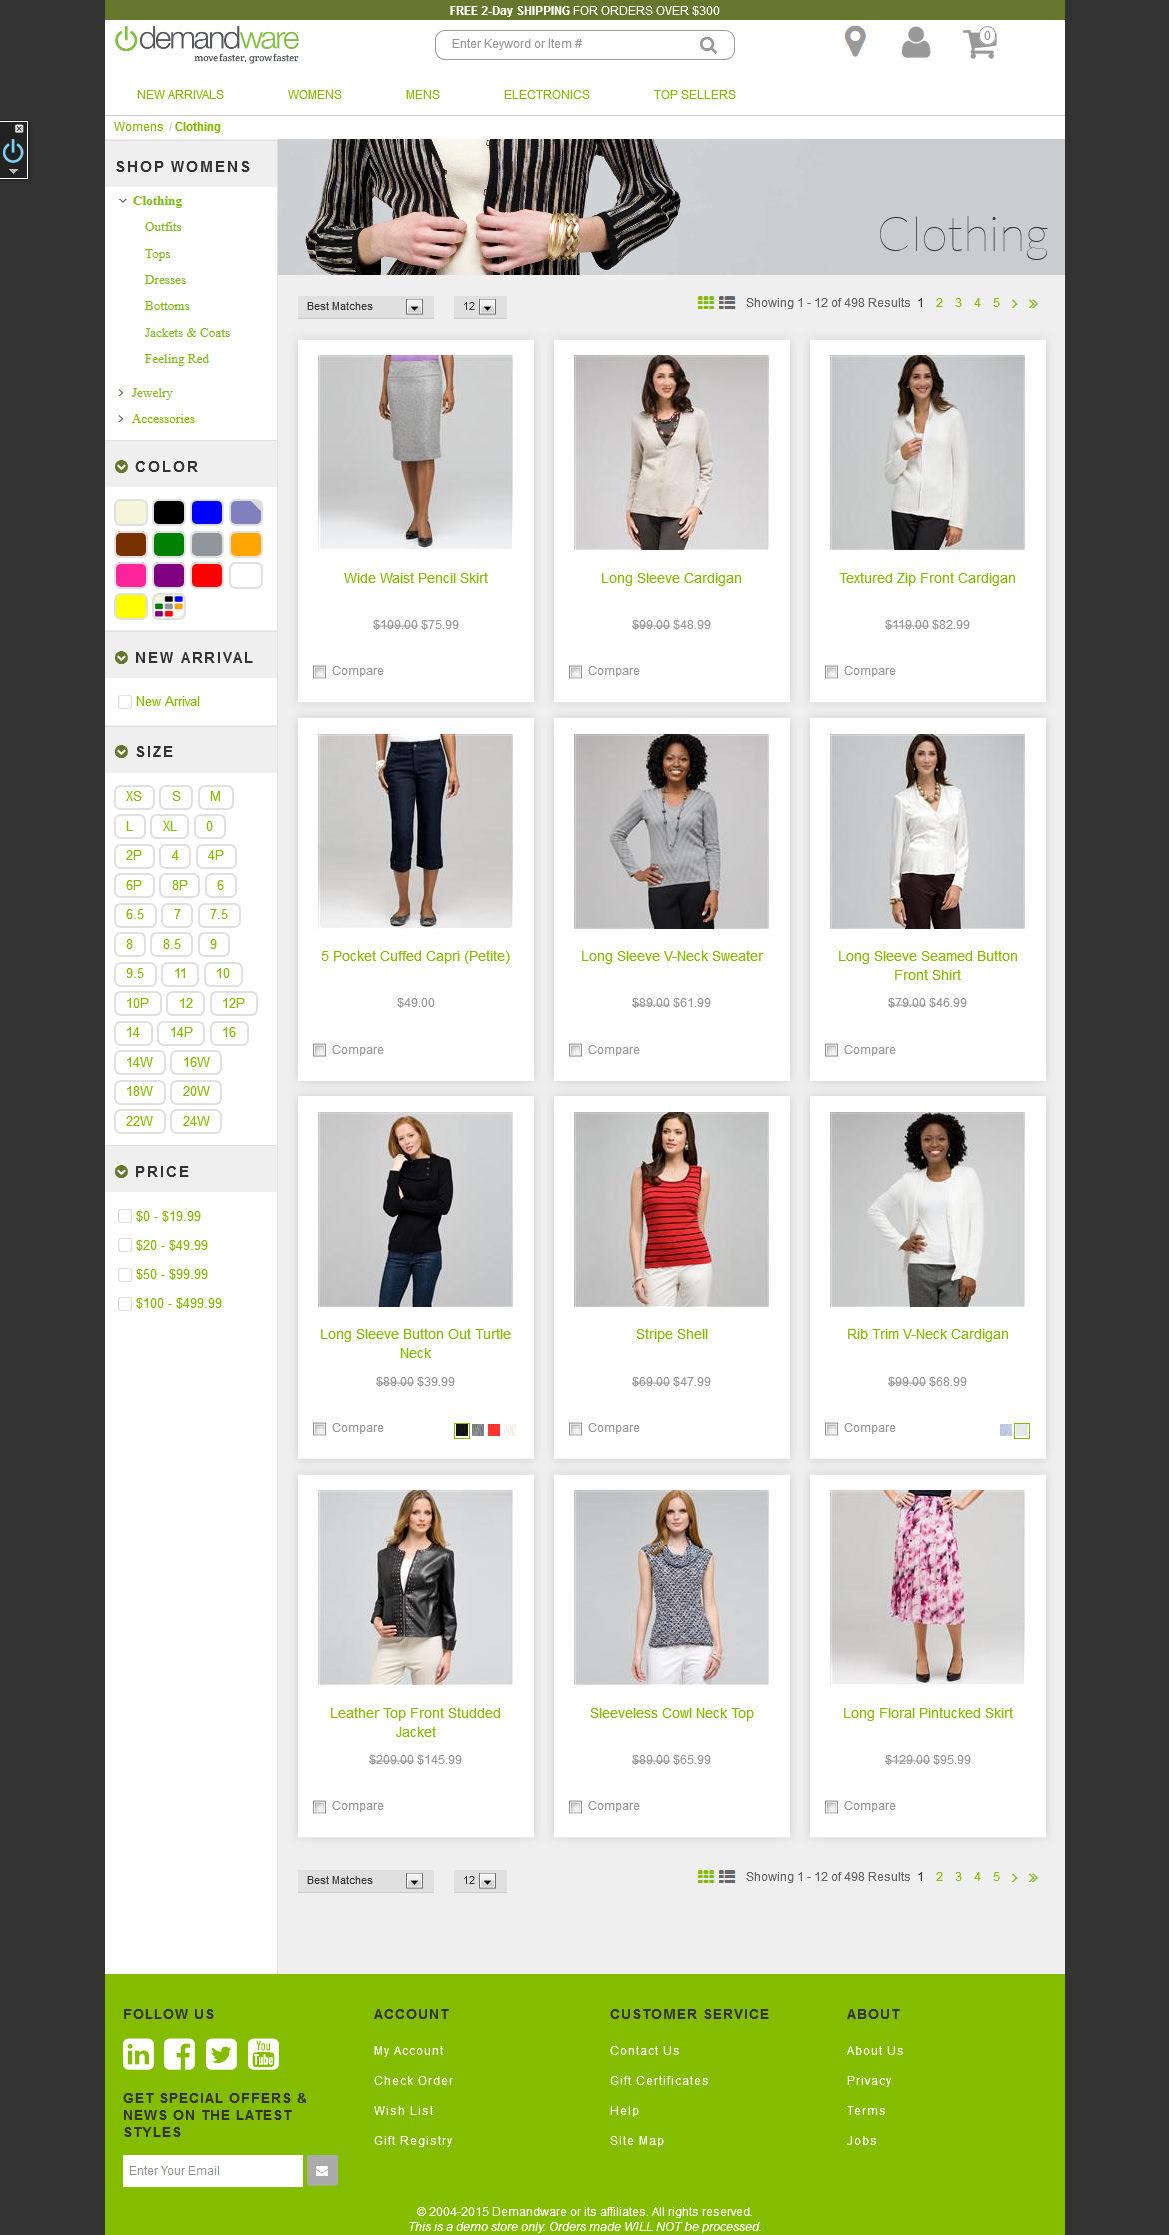 FREE 2-Day SHIPPING FOR ORDERS OVER $300
demandware
move faster, grow faster
Enter Keyword or Item #
0
NEW ARRIVALS WOMENS MENS ELECTRONICS TOP SELLERS
Womens / Clothing
SHOP WOMENS
Clothing
Outfits
Tops
Dresses
Bottoms
Jackets & Coats
Feeling Red
Jewelry
Accessories
COLOR
NEW ARRIVAL
New Arrival
SIZE
XS S M
L XL 0
2P 4 4P
6P 8P 6
6.5 7 7.5
8 8.5 9
9.5 11 10
10P 12 12P
14 14P 16
14W 16W
18W 20W
22W 24W
PRICE
$0 - $19.99
$20 - $49.99
$50 - $99.99
$100 - $499.99
Clothing
Best Matches 12 Showing 1 - 12 of 498 Results 1 2 3 4 5 > »
Wide Waist Pencil Skirt
$109.00 $75.99
Compare
Long Sleeve Cardigan
$99.00 $48.99
Compare
Textured Zip Front Cardigan
$119.00 $82.99
Compare
5 Pocket Cuffed Capri (Petite)
$49.00
Compare
Long Sleeve V-Neck Sweater
$89.00 $61.99
Compare
Long Sleeve Seamed Button
Front Shirt
$79.00 $46.99
Compare
Long Sleeve Button Out Turtle
Neck
$89.00 $39.99
Compare
Stripe Shell
$69.00 $47.99
Compare
Rib Trim V-Neck Cardigan
$99.00 $68.99
Compare
Leather Top Front Studded
Jacket
$209.00 $145.99
Compare
Sleeveless Cowl Neck Top
$89.00 $65.99
Compare
Long Floral Pintucked Skirt
$129.00 $95.99
Compare
Best Matches 12 Showing 1 - 12 of 498 Results 1 2 3 4 5 > »
FOLLOW US
in f You Tube
GET SPECIAL OFFERS &
NEWS ON THE LATEST
STYLES
Enter Your Email
ACCOUNT
My Account
Check Order
Wish List
Gift Registry
CUSTOMER SERVICE
Contact Us
Gift Certificates
Help
Site Map
ABOUT
About Us
Privacy
Terms
Jobs
© 2004-2015 Demandware or its affiliates. All rights reserved.
This is a demo store only. Orders made WILL NOT be processed.